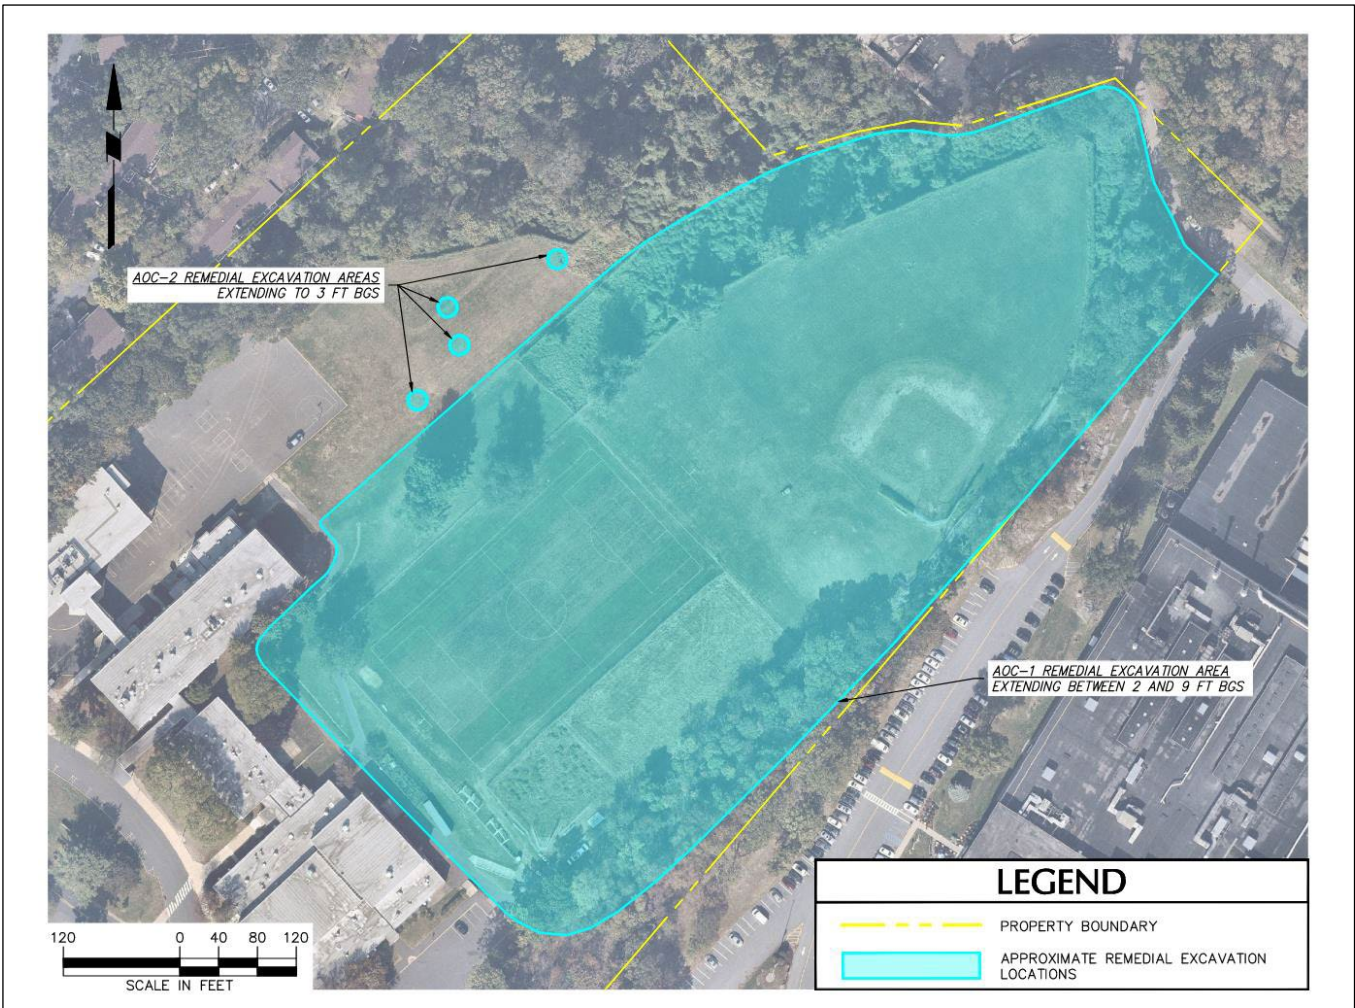 AOC-2 REMEDIAL EXCAVATION AREAS
EXTENDING TO 3 FT BGS
AOC-1 REMEDIAL EXCAVATION AREA
EXTENDING BETWEEN 2 AND 9 FT BGS
LEGEND
PROPERTY BOUNDARY
APPROXIMATE REMEDIAL EXCAVATION
LOCATIONS
120 0 40 80 120
SCALE IN FEET